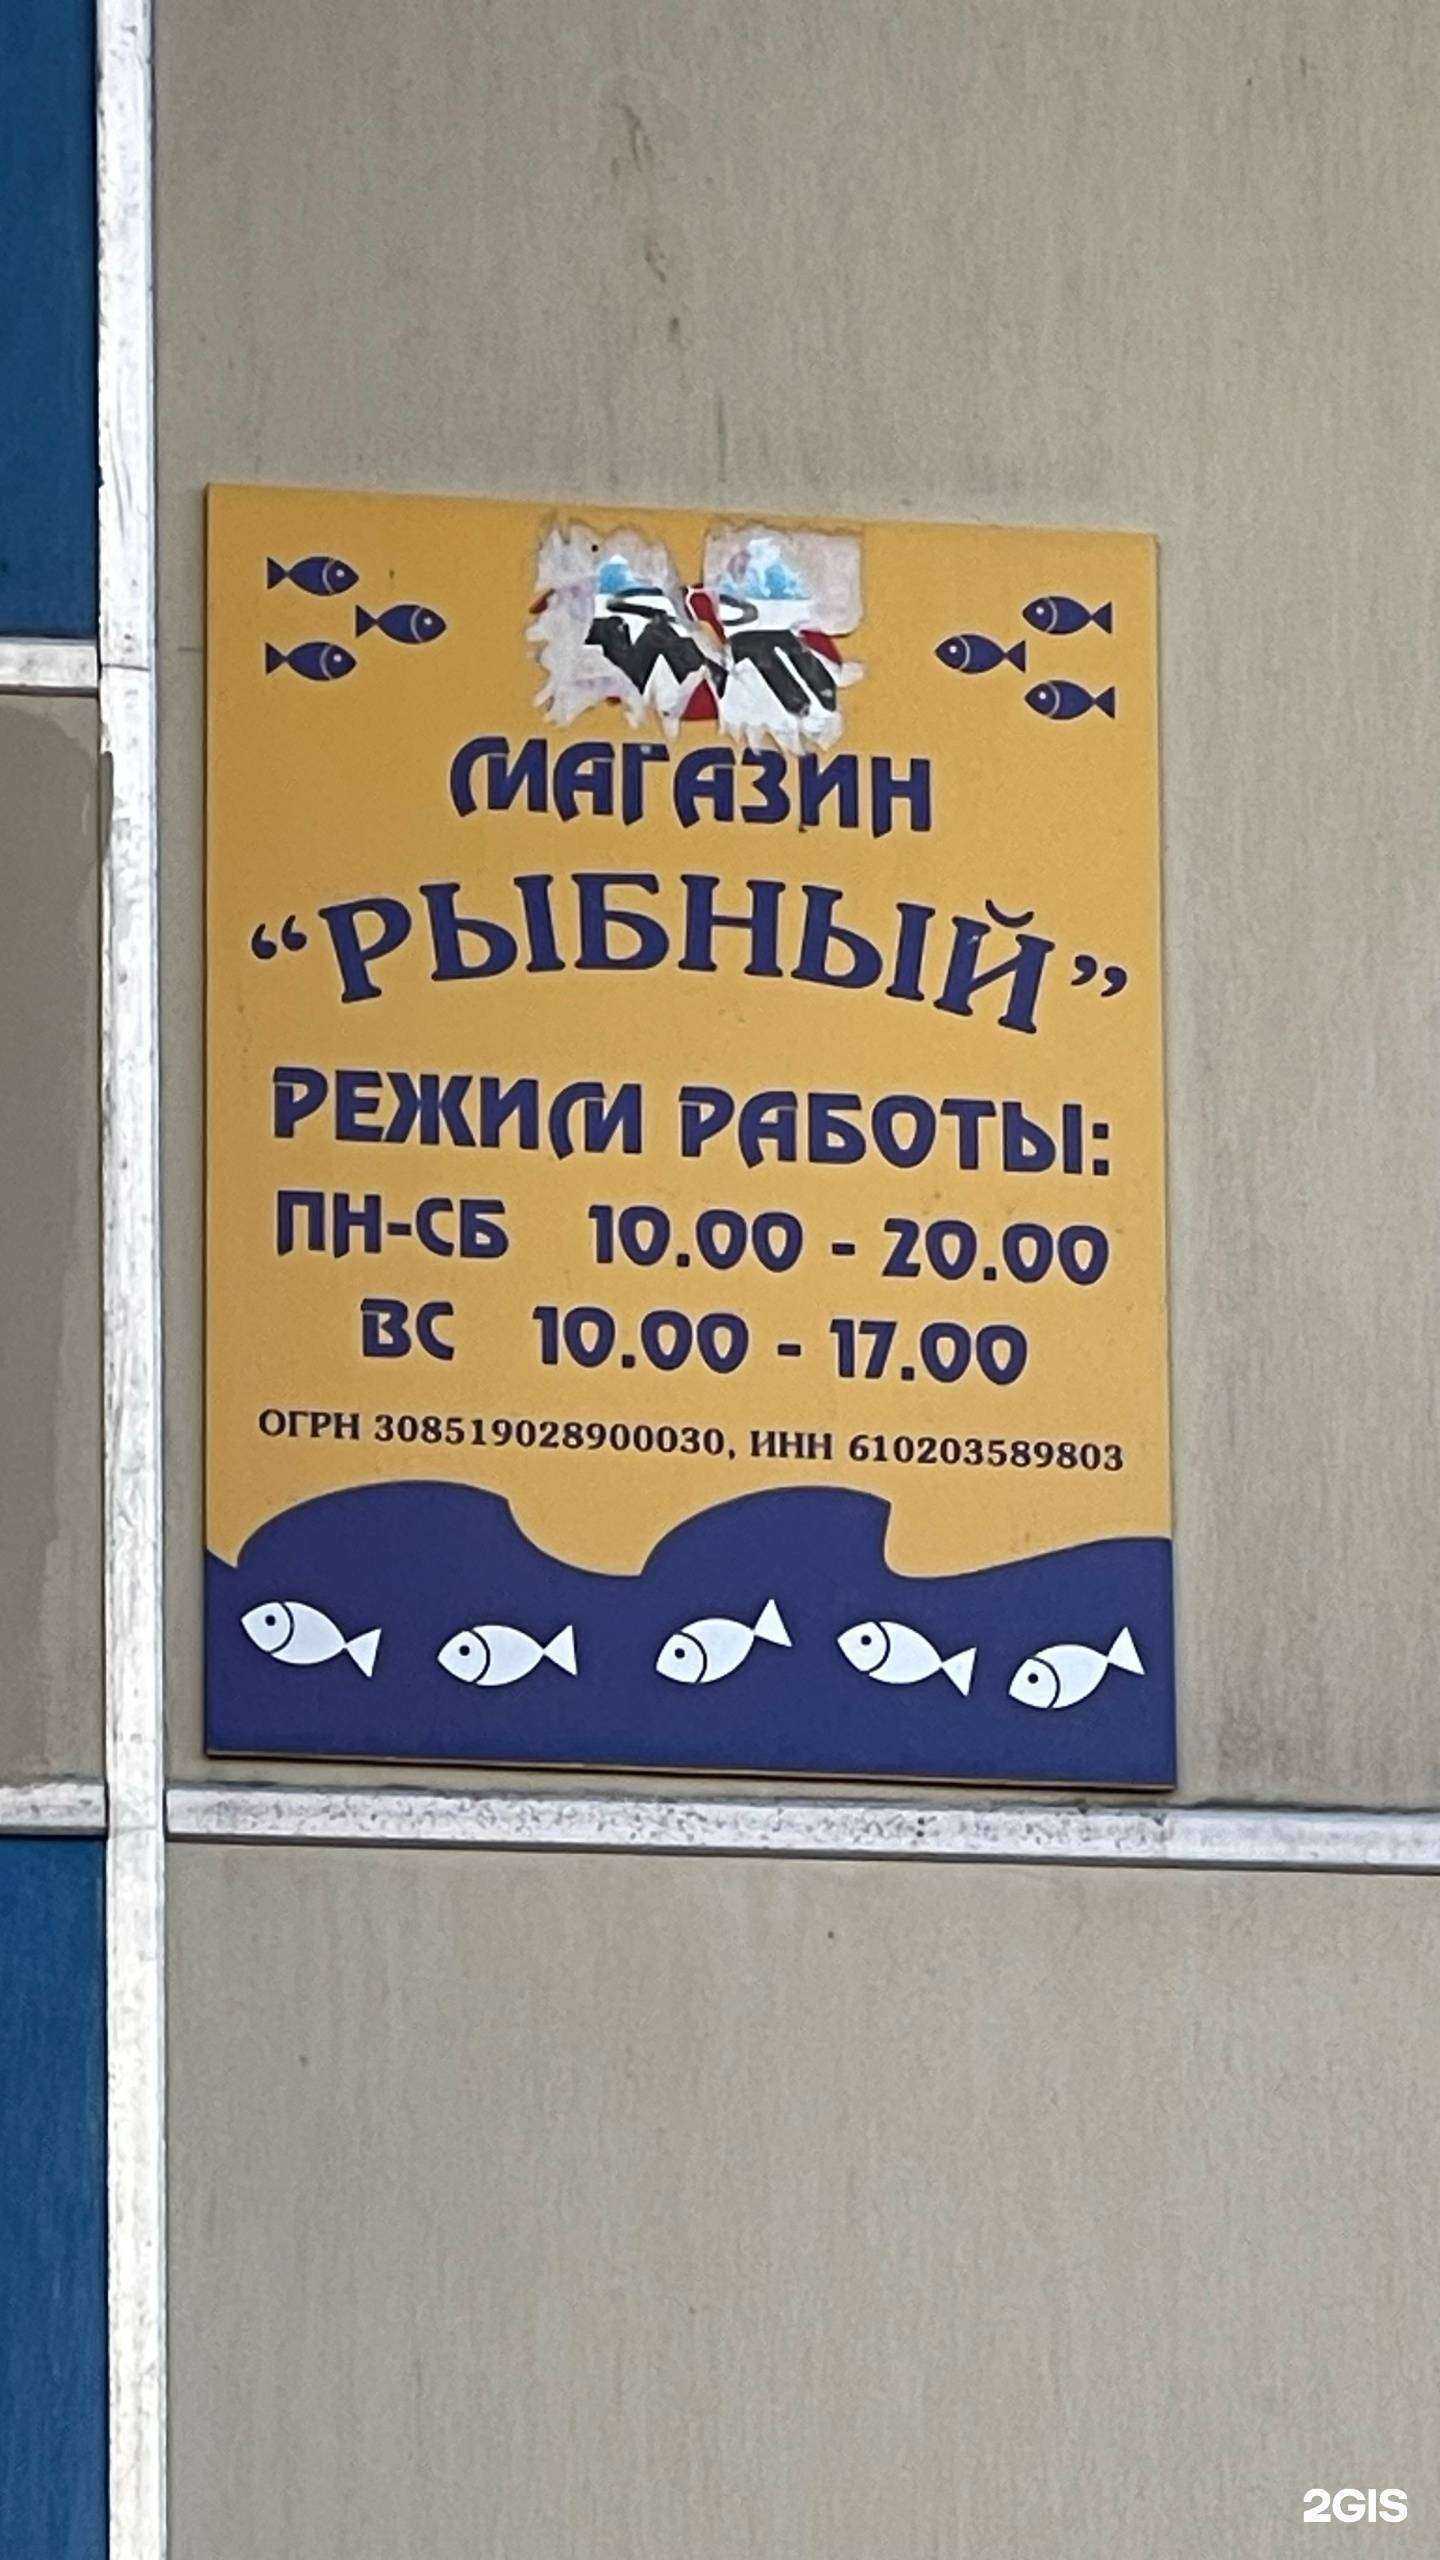 МАГАЗИН
“РЫБНЫЙ”
РЕЖИМ РАБОТЫ:
ПН-СБ 10.00 - 20.00
ВС 10.00 - 17.00
ОГРН 308519028900030, ИНН 610203589803
2GIS